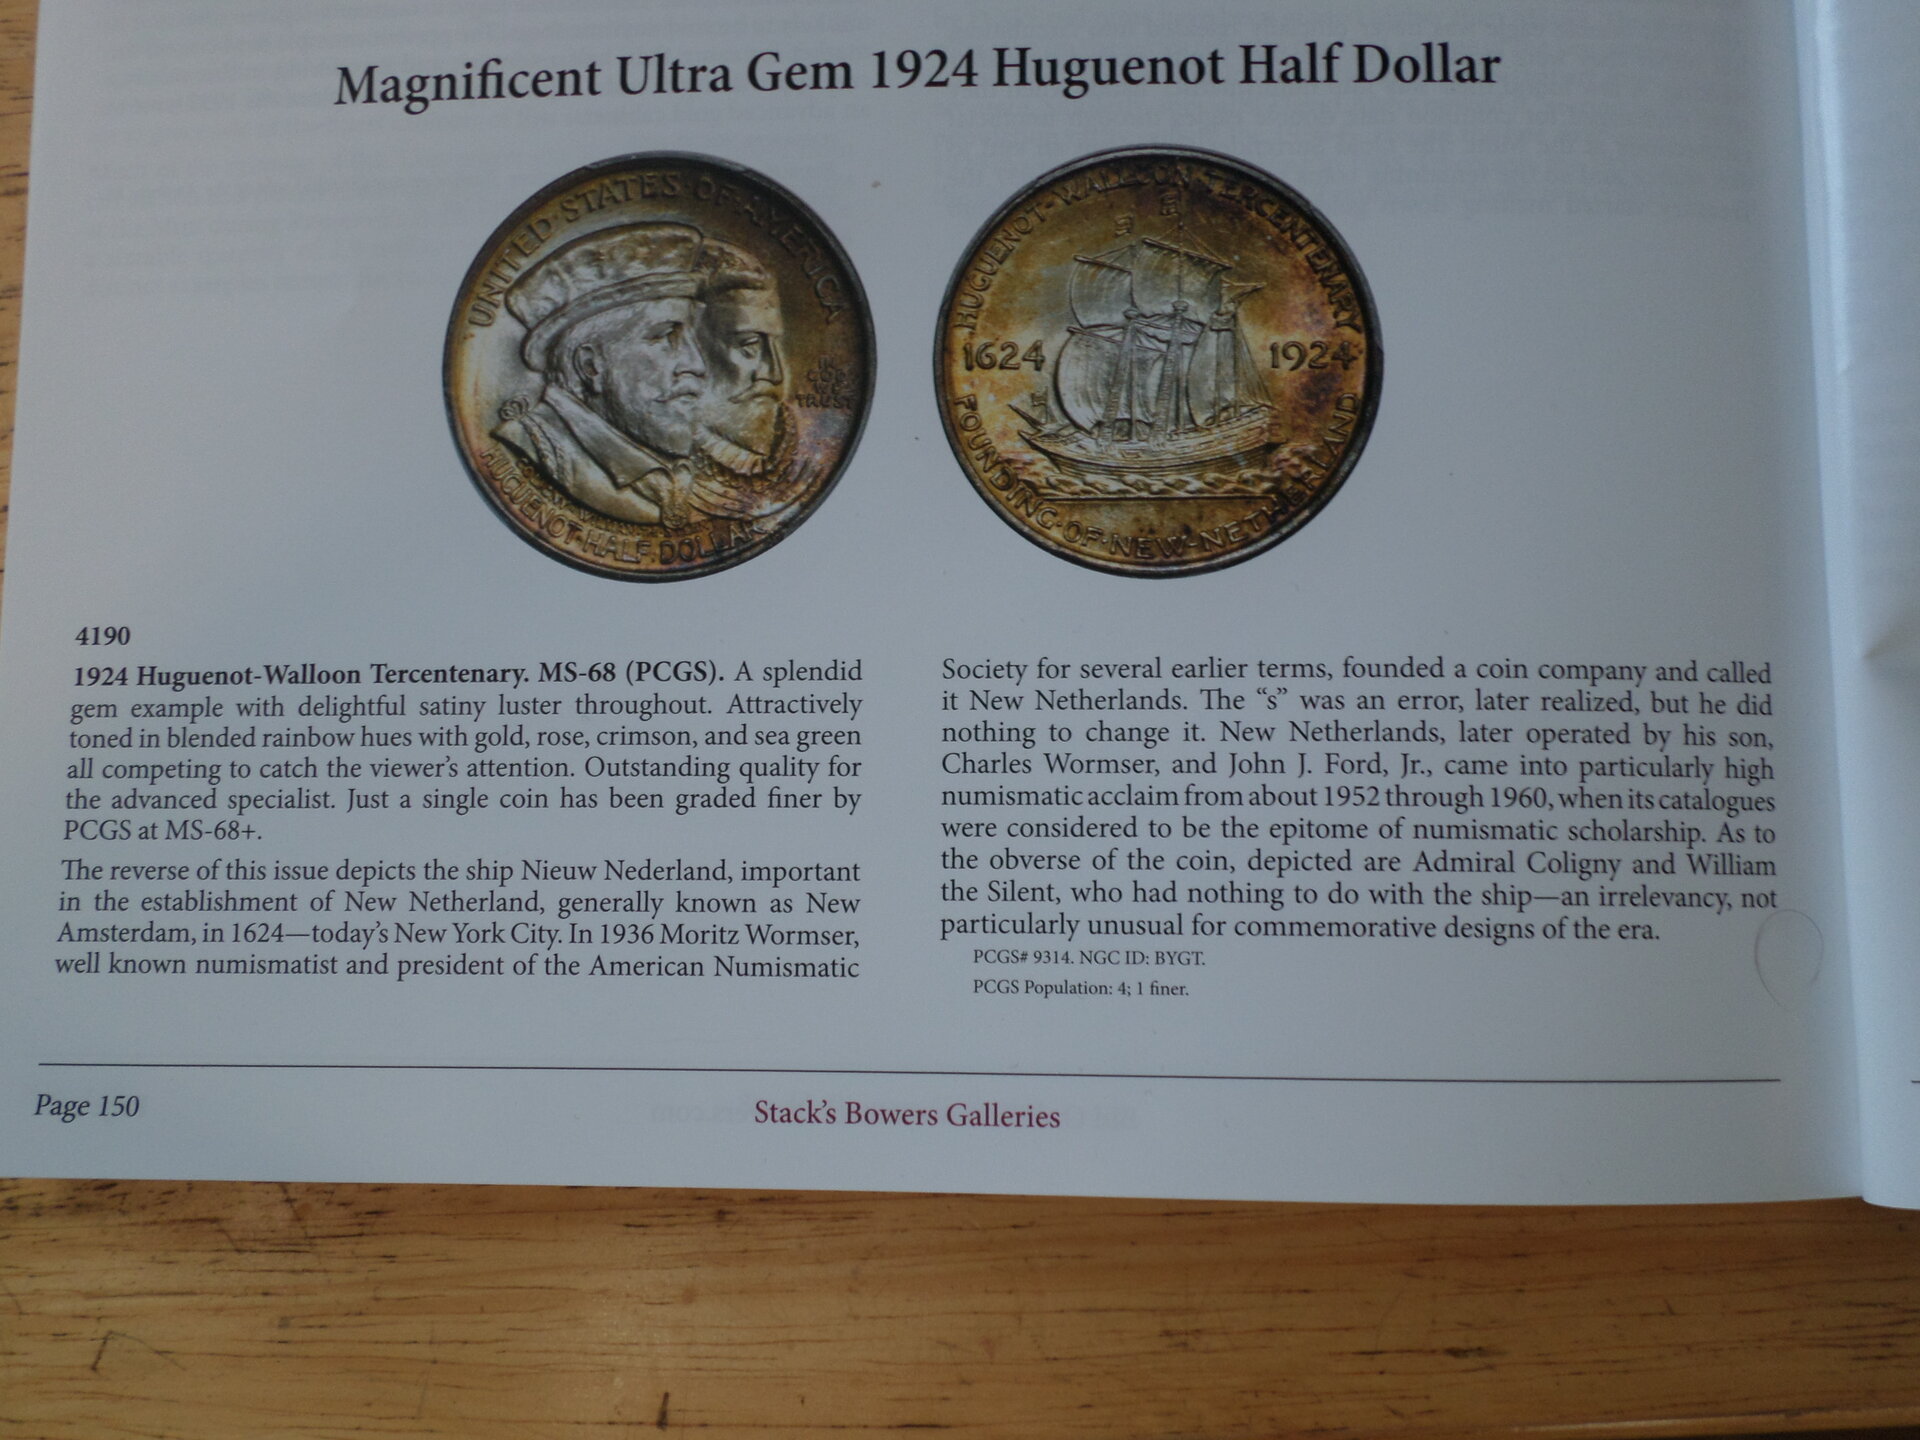 Magnificent Ultra Gem 1924 Huguenot Half Dollar
UNITED·STATES·OF·AMERICA
IN
GOD
WE
TRUST
HUGUENOT·HALF·DOLLAR
HUGUENOT-WALLOON·TERCENTENARY
1624
1924
FOUNDING·OF·NEW-NETHERLAND
4190
1924 Huguenot-Walloon Tercentenary. MS-68 (PCGS). A splendid
gem example with delightful satiny luster throughout. Attractively
toned in blended rainbow hues with gold, rose, crimson, and sea green
all competing to catch the viewer's attention. Outstanding quality for
the advanced specialist. Just a single coin has been graded finer by
PCGS at MS-68+.
The reverse of this issue depicts the ship Nieuw Nederland, important
in the establishment of New Netherland, generally known as New
Amsterdam, in 1624—today's New York City. In 1936 Moritz Wormser,
well known numismatist and president of the American Numismatic
Society for several earlier terms, founded a coin company and called
it New Netherlands. The “s” was an error, later realized, but he did
nothing to change it. New Netherlands, later operated by his son,
Charles Wormser, and John J. Ford, Jr., came into particularly high
numismatic acclaim from about 1952 through 1960, when its catalogues
were considered to be the epitome of numismatic scholarship. As to
the obverse of the coin, depicted are Admiral Coligny and William
the Silent, who had nothing to do with the ship—an irrelevancy, not
particularly unusual for commemorative designs of the era.
PCGS# 9314. NGC ID: BYGT.
PCGS Population: 4; 1 finer.
Page 150
Stack's Bowers Galleries